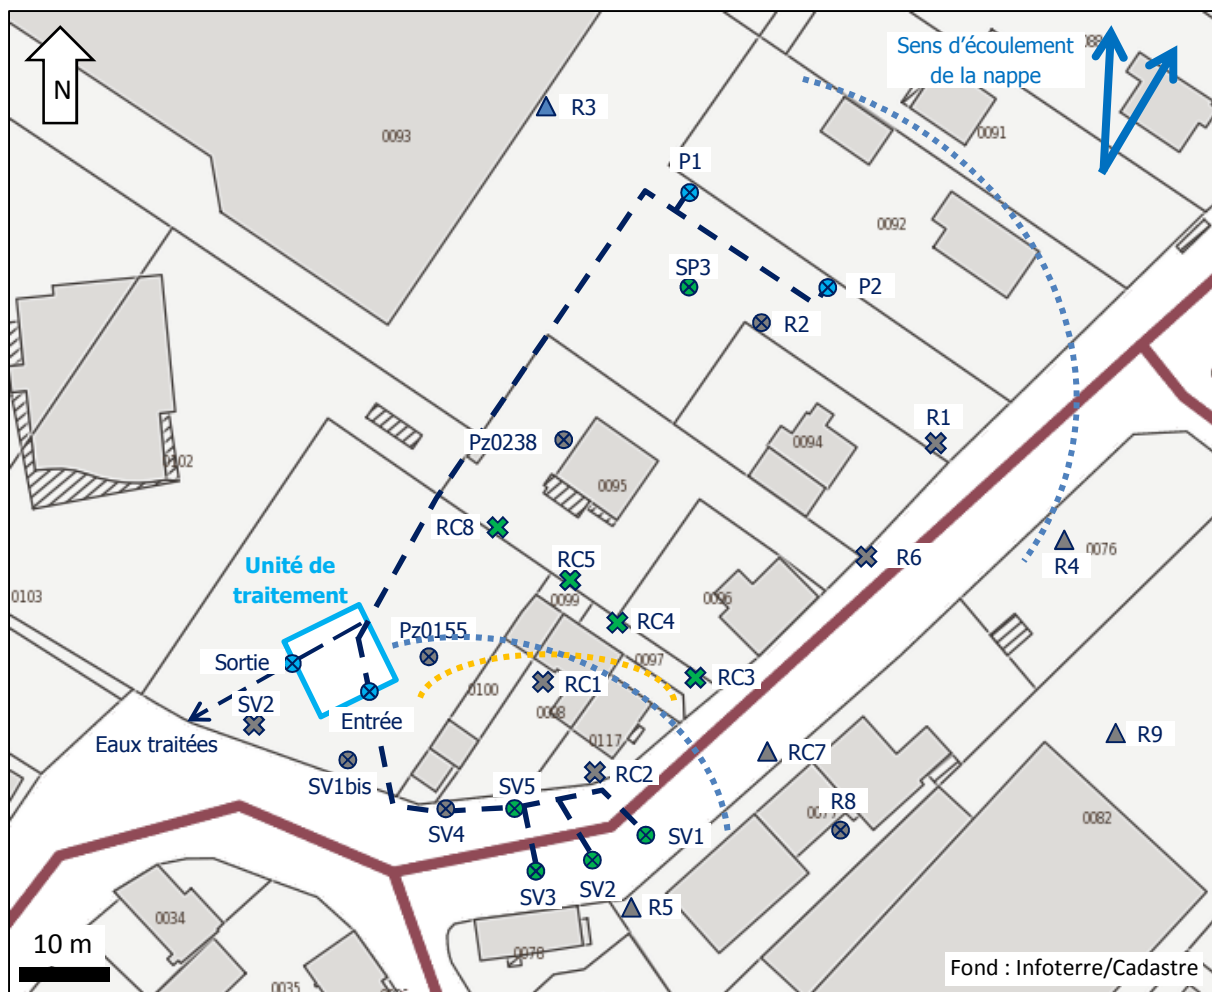 N
Sens d'écoulement
de la nappe
0088
0093
R3
0091
P1
0092
SP3
P2
R2
R1
0094
Pz0238
0102
0095
RC8
R6
0076
R4
Unité de
traitement
RC5
0099
0096
0103
RC4
Pz0155
0097
Sortie
RC1
RC3
0100
0098
SV2
Entrée
R9
Eaux traitées
0117
RC7
SV1bis
RC2
SV5
R8
0077
0082
SV4
SV1
SV3
SV2
R5
0034
10 m
0078
0035
Fond : Infoterre/Cadastre